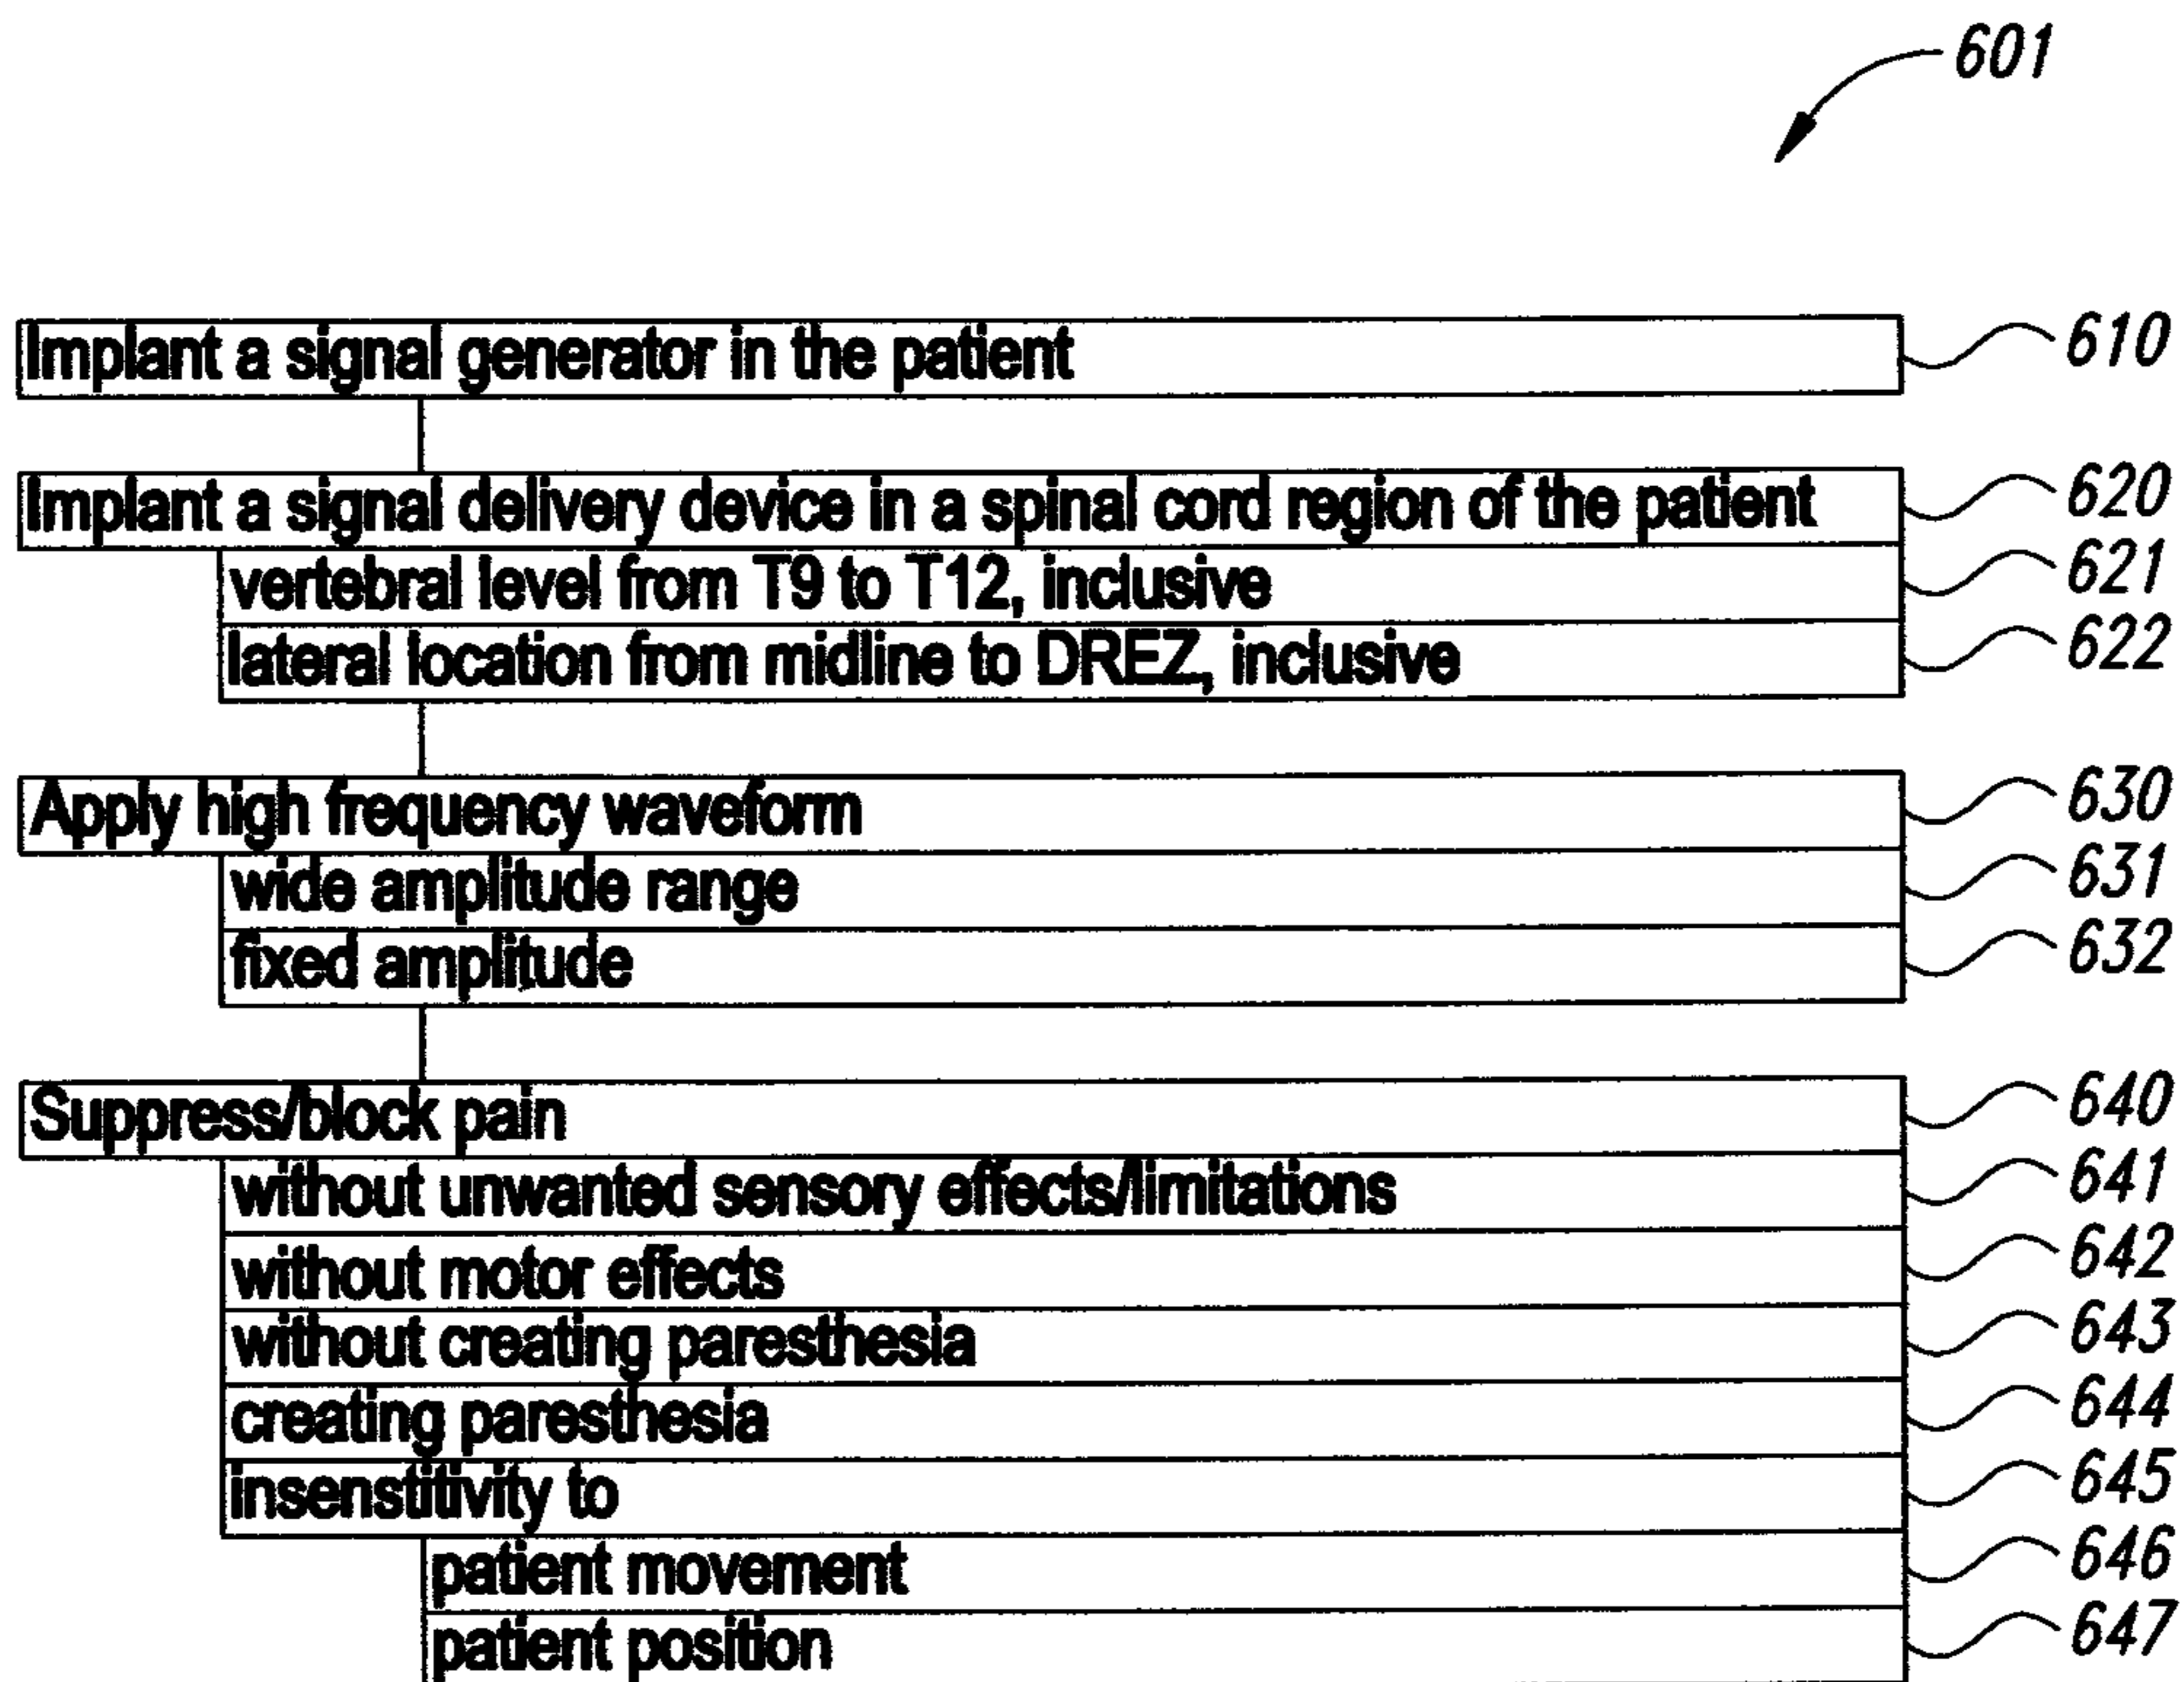 601
Implant a signal generator in the patient 610
Implant a signal delivery device in a spinal cord region of the patient 620
vertebral level from T9 to T12, inclusive 621
lateral location from midline to DREZ, inclusive 622
Apply high frequency waveform 630
wide amplitude range 631
fixed amplitude 632
Suppress/block pain 640
without unwanted sensory effects/limitations 641
without motor effects 642
without creating paresthesia 643
creating paresthesia 644
insenstitivity to 645
patient movement 646
patient position 647